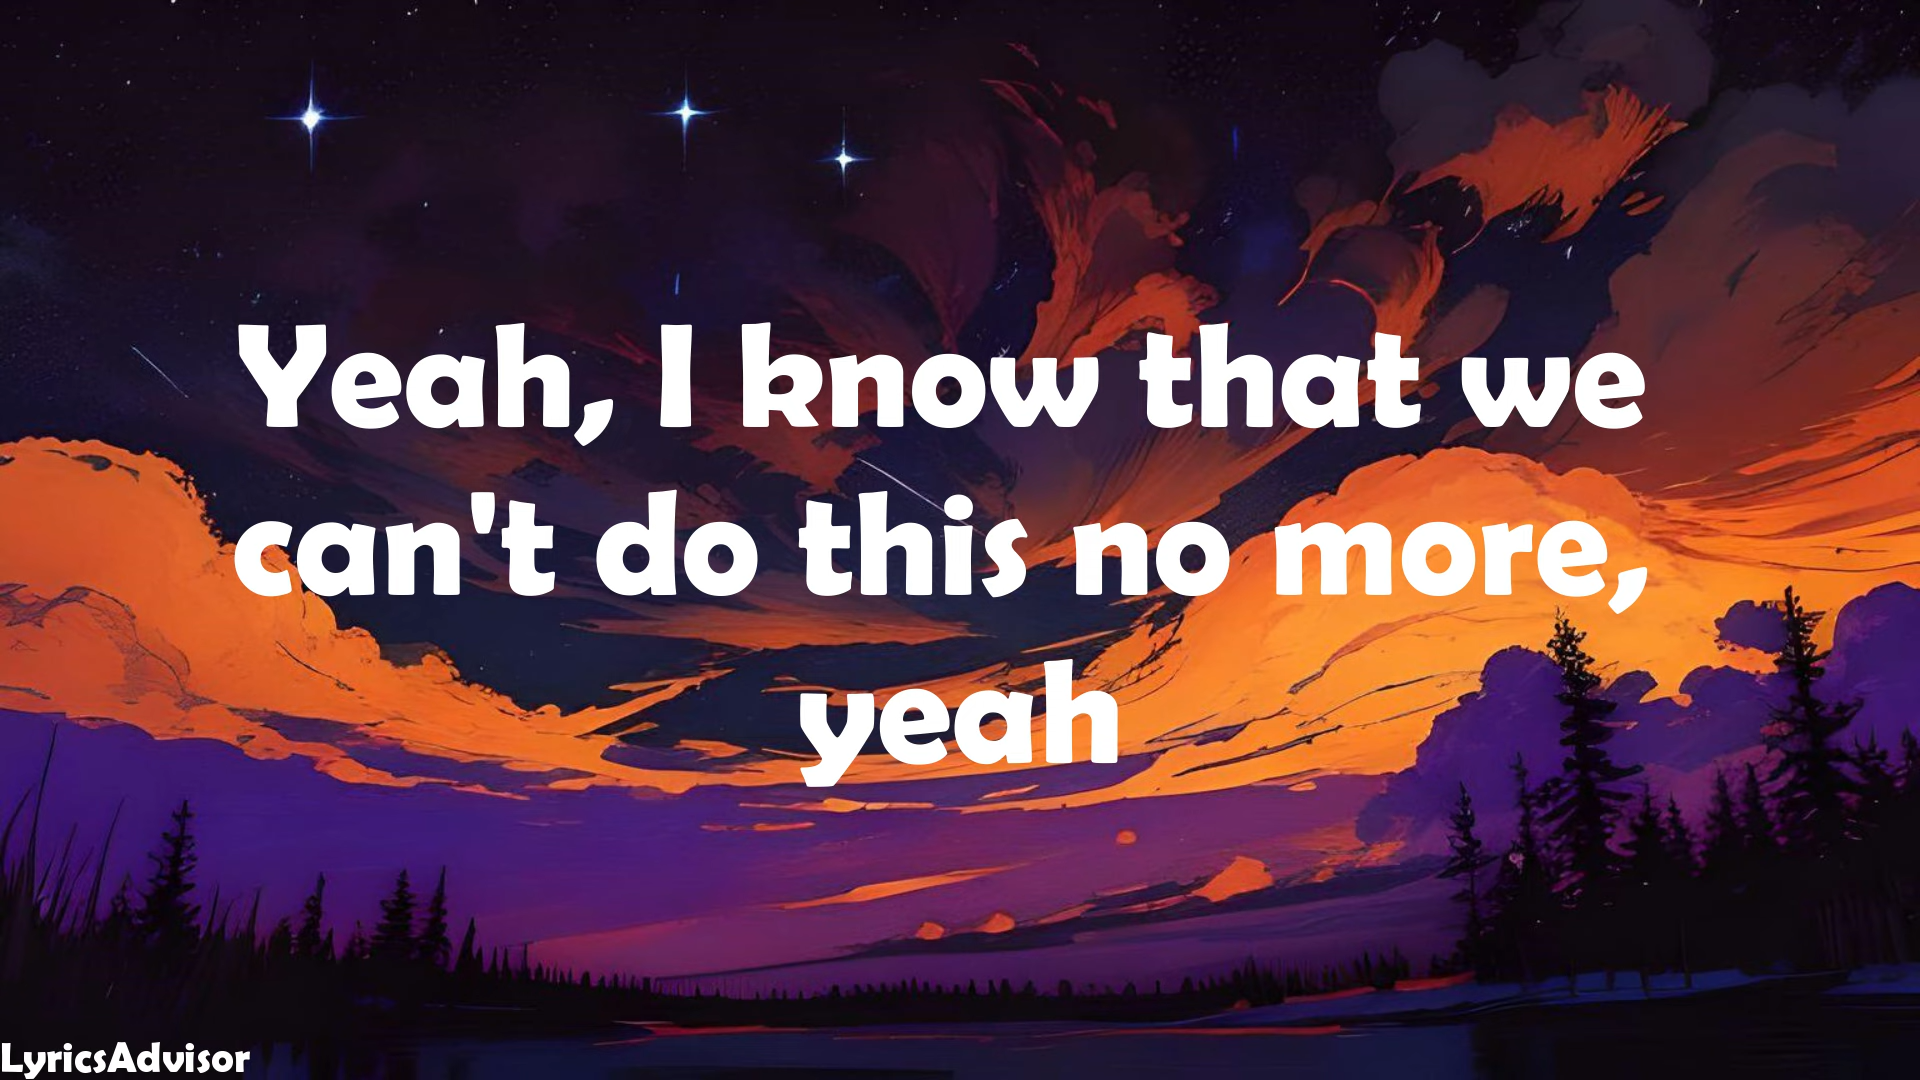 Yeah, I know that we
can't do this no more,
yeah
LyricsAdvisor